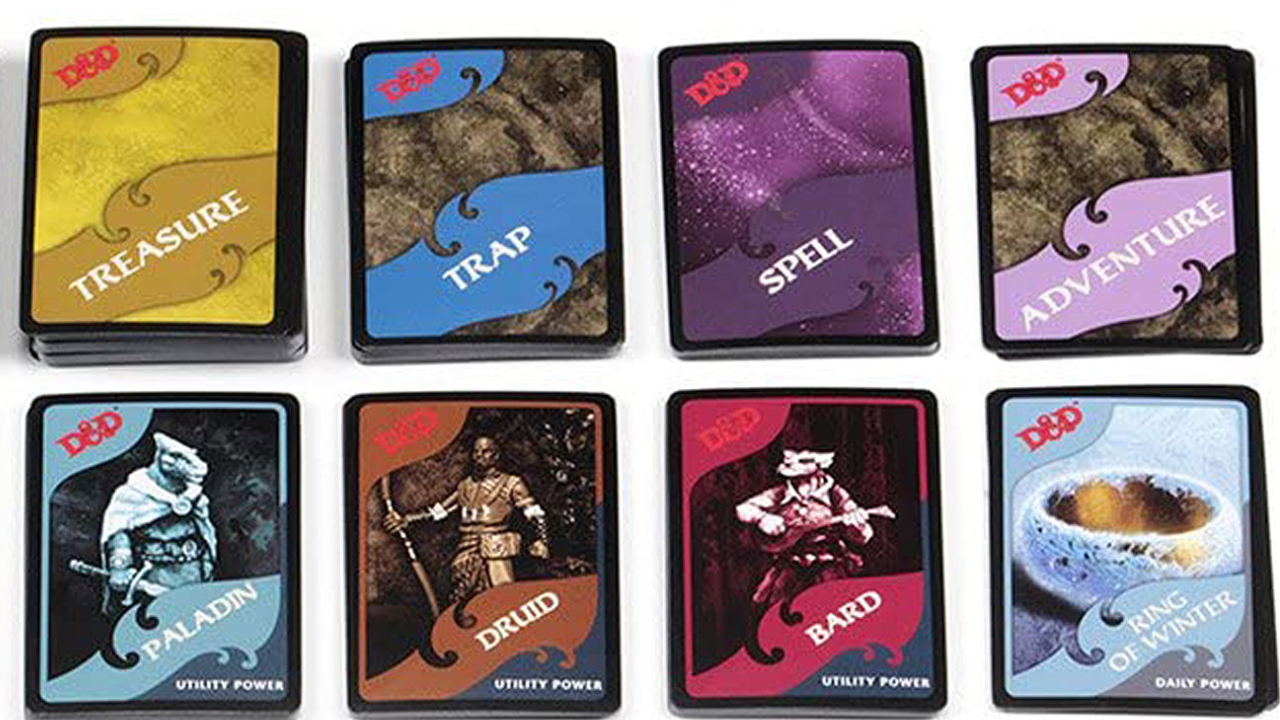 D&D
TREASURE
D&D
TRAP
D&D
SPELL
D&D
ADVENTURE
D&D
PALADIN
UTILITY POWER
D&D
DRUID
UTILITY POWER
D&D
BARD
UTILITY POWER
D&D
RING
OF WINTER
DAILY POWER